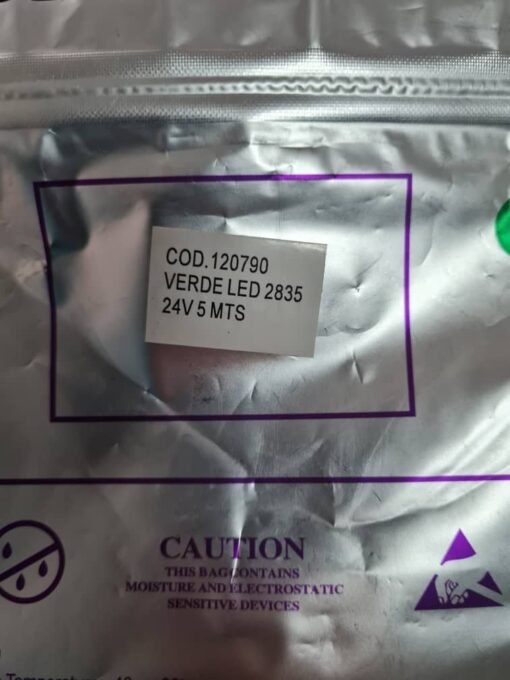 COD.120790
VERDE LED 2835
24V 5 MTS
CAUTION
THIS BAG CONTAINS
MOISTURE AND ELECTROSTATIC
SENSITIVE DEVICES